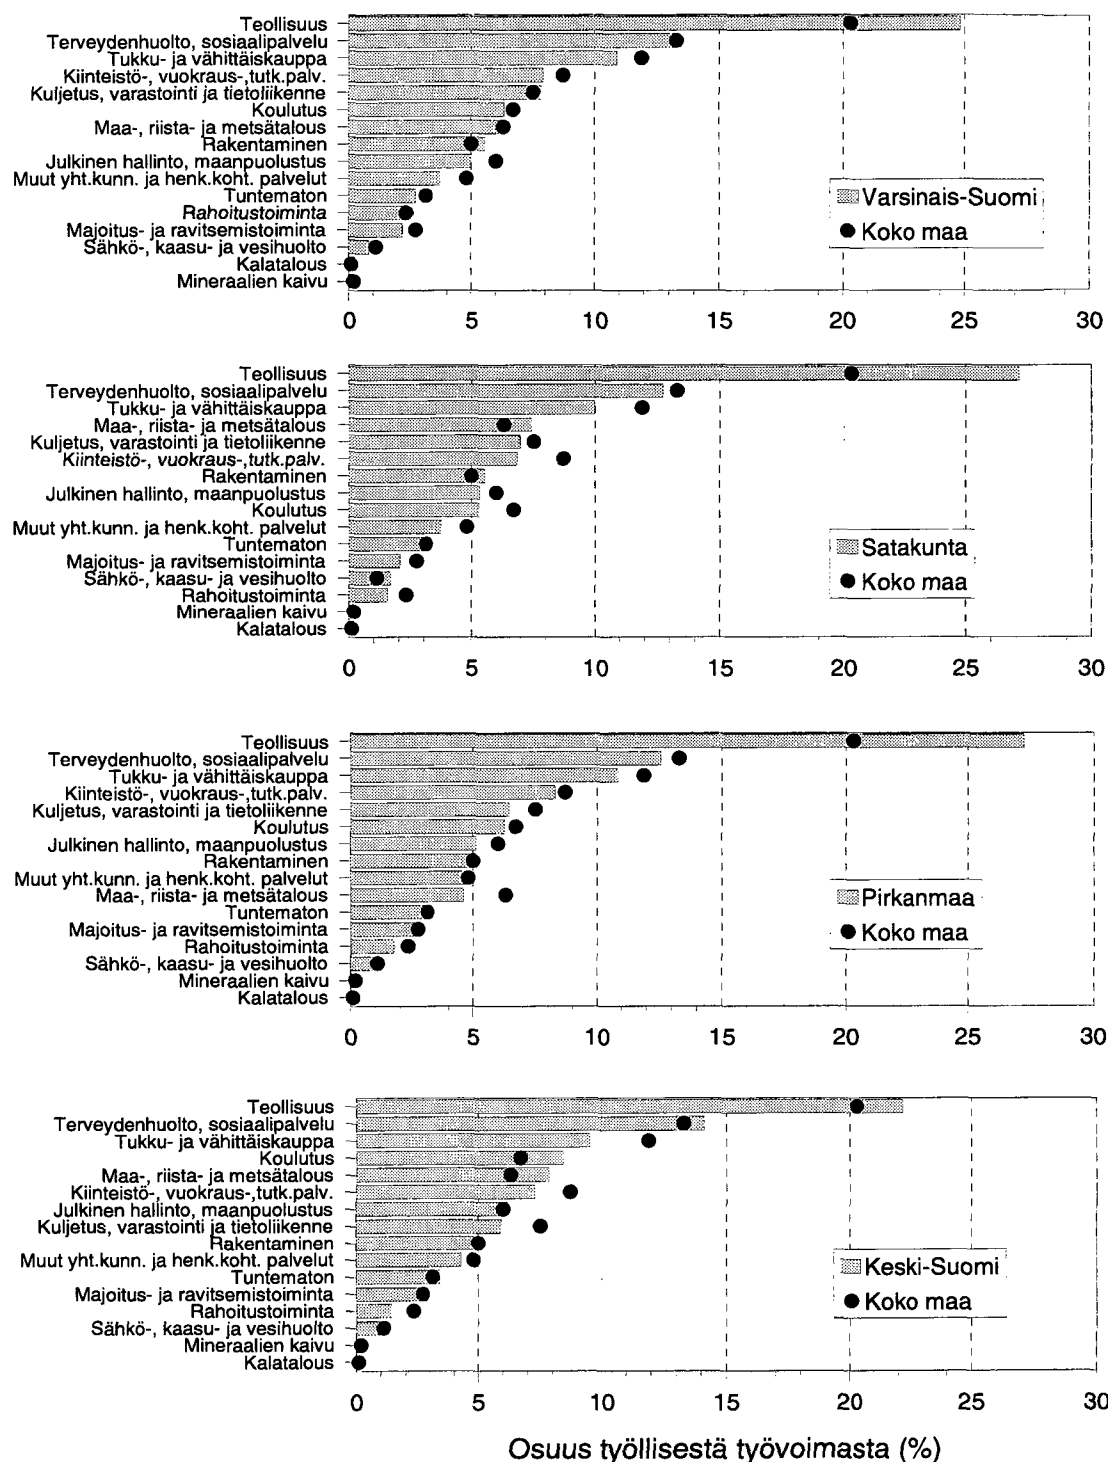 Teollisuus
Terveydenhuolto, sosiaalipalvelu
Tukku- ja vähittäiskauppa
Kiinteistö-, vuokraus-,tutk.palv.
Kuljetus, varastointi ja tietoliikenne
Koulutus
Maa-, riista- ja metsätalous
Rakentaminen
Julkinen hallinto, maanpuolustus
Muut yht.kunn. ja henk.koht. palvelut
Tuntematon
Rahoitustoiminta
Majoitus- ja ravitsemistoiminta
Sähkö-, kaasu- ja vesihuolto
Kalatalous
Mineraalien kaivu
Varsinais-Suomi
Koko maa
0 5 10 15 20 25 30
Teollisuus
Terveydenhuolto, sosiaalipalvelu
Tukku- ja vähittäiskauppa
Maa-, riista- ja metsätalous
Kuljetus, varastointi ja tietoliikenne
Kiinteistö-, vuokraus-,tutk.palv.
Rakentaminen
Julkinen hallinto, maanpuolustus
Koulutus
Muut yht.kunn. ja henk.koht. palvelut
Tuntematon
Majoitus- ja ravitsemistoiminta
Sähkö-, kaasu- ja vesihuolto
Rahoitustoiminta
Mineraalien kaivu
Kalatalous
Satakunta
Koko maa
0 5 10 15 20 25 30
Teollisuus
Terveydenhuolto, sosiaalipalvelu
Tukku- ja vähittäiskauppa
Kiinteistö-, vuokraus-,tutk.palv.
Kuljetus, varastointi ja tietoliikenne
Koulutus
Julkinen hallinto, maanpuolustus
Rakentaminen
Muut yht.kunn. ja henk.koht. palvelut
Maa-, riista- ja metsätalous
Tuntematon
Majoitus- ja ravitsemistoiminta
Rahoitustoiminta
Sähkö-, kaasu- ja vesihuolto
Mineraalien kaivu
Kalatalous
Pirkanmaa
Koko maa
0 5 10 15 20 25 30
Teollisuus
Terveydenhuolto, sosiaalipalvelu
Tukku- ja vähittäiskauppa
Koulutus
Maa-, riista- ja metsätalous
Kiinteistö-, vuokraus-,tutk.palv.
Julkinen hallinto, maanpuolustus
Kuljetus, varastointi ja tietoliikenne
Rakentaminen
Muut yht.kunn. ja henk.koht. palvelut
Tuntematon
Majoitus- ja ravitsemistoiminta
Rahoitustoiminta
Sähkö-, kaasu- ja vesihuolto
Mineraalien kaivu
Kalatalous
Keski-Suomi
Koko maa
0 5 10 15 20 25 30
Osuus työllisestä työvoimasta (%)